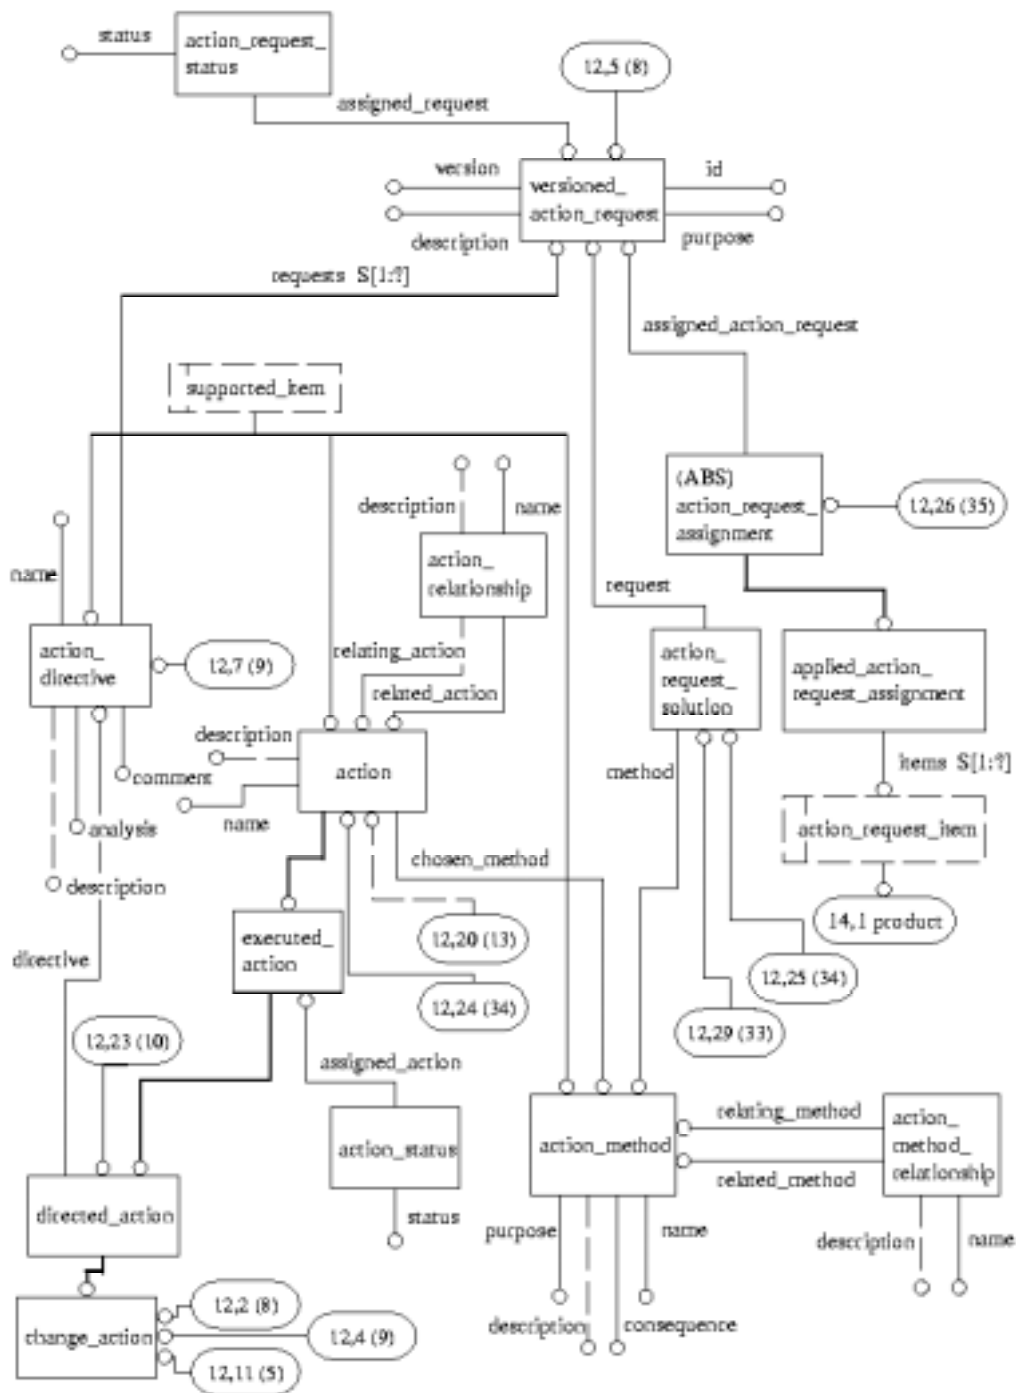 status
action_request_
status
12,5 (8)
assigned_request
version
versioned_
action_request
id
description
purpose
requests S[1:?]
assigned_action_request
supported_item
(ABS)
action_request_
assignment
12,26 (35)
description
name
action_
relationship
name
request
action_
directive
12,7 (9)
relating_action
related_action
action_
request_
solution
applied_action_
request_assignment
description
action
comment
name
method
items S[1:?]
analysis
chosen_method
action_request_item
description
executed_
action
12,20 (13)
14,1 product
directive
12,24 (34)
12,25 (34)
12,29 (33)
12,23 (10)
assigned_action
action_status
action_method
relating_method
related_method
action_
method_
relationship
directed_action
status
purpose
name
description
name
change_action
12,2 (8)
12,4 (9)
12,11 (5)
description
consequence